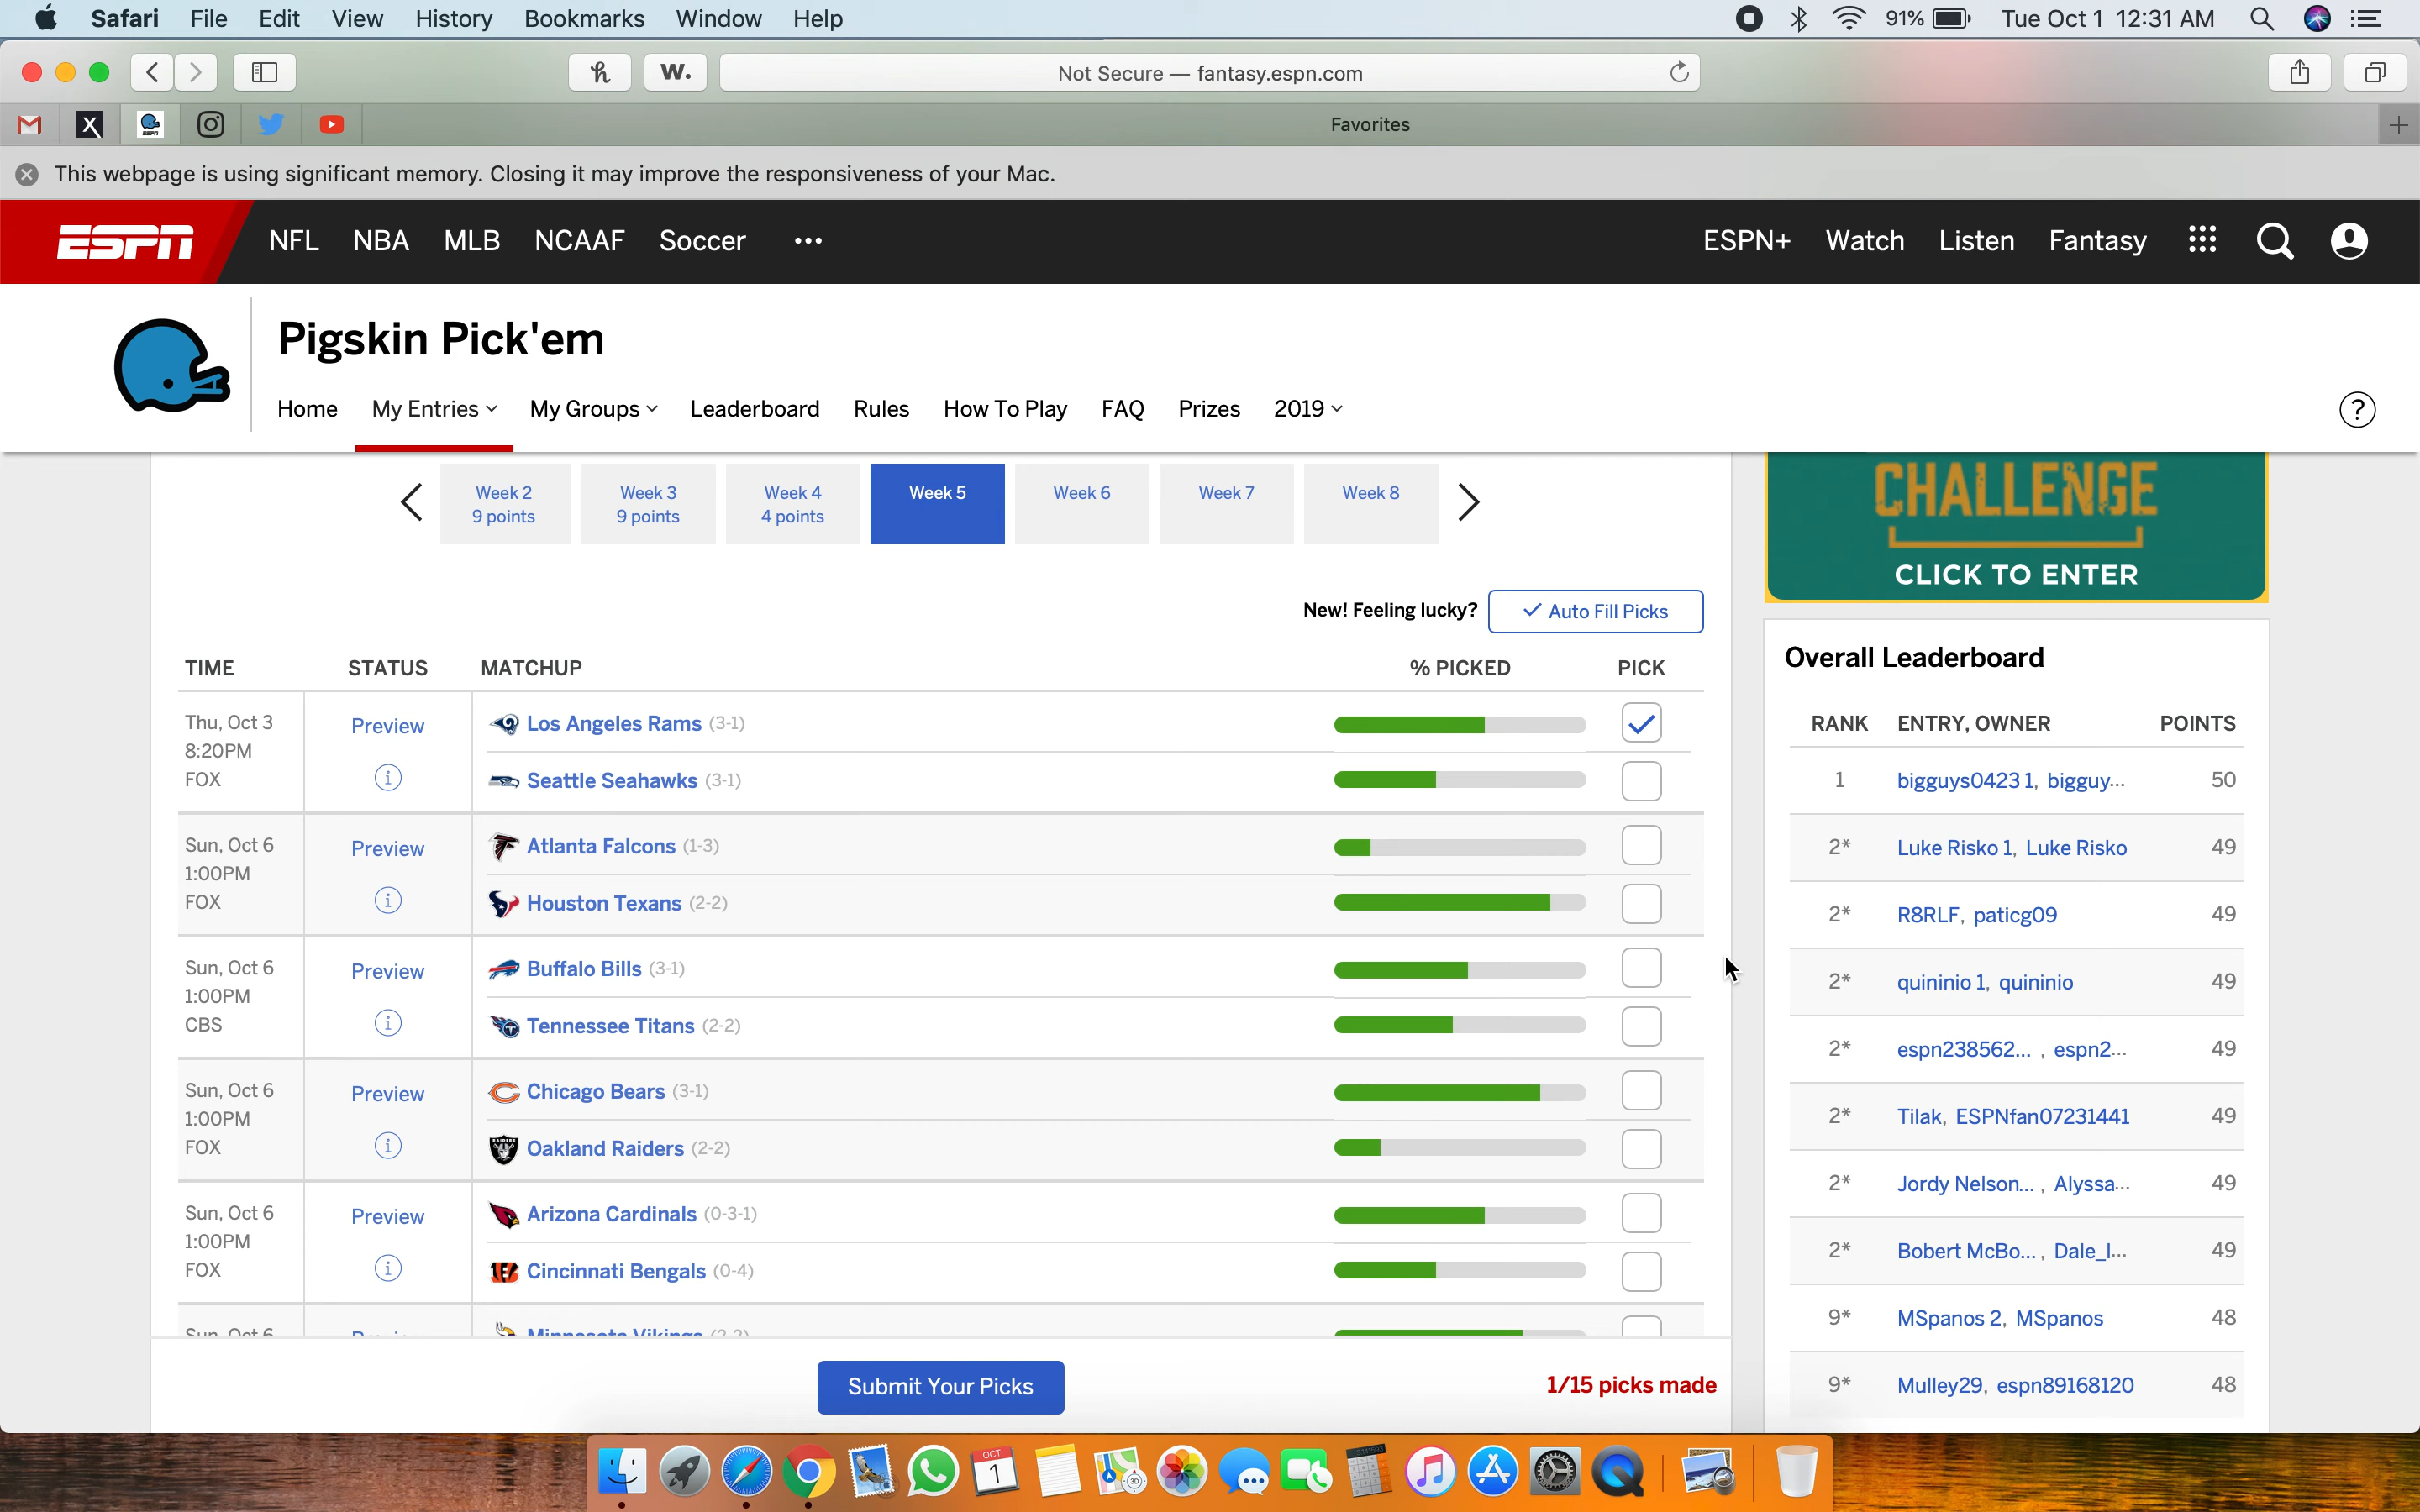 Safari File Edit View History Bookmarks Window Help 91% Tue Oct 1 12:31 AM
Not Secure — fantasy.espn.com
Favorites
This webpage is using significant memory. Closing it may improve the responsiveness of your Mac.
ESPN NFL NBA MLB NCAAF Soccer ••• ESPN+ Watch Listen Fantasy
Pigskin Pick'em
Home My Entries My Groups Leaderboard Rules How To Play FAQ Prizes 2019 ?
Week 2 Week 3 Week 4 Week 5 Week 6 Week 7 Week 8
9 points 9 points 4 points
CHALLENGE
CLICK TO ENTER
New! Feeling lucky? Auto Fill Picks
TIME STATUS MATCHUP % PICKED PICK
Thu, Oct 3
8:20PM
FOX
Preview
Los Angeles Rams (3-1)
Seattle Seahawks (3-1)
Sun, Oct 6
1:00PM
FOX
Preview
Atlanta Falcons (1-3)
Houston Texans (2-2)
Sun, Oct 6
1:00PM
CBS
Preview
Buffalo Bills (3-1)
Tennessee Titans (2-2)
Sun, Oct 6
1:00PM
FOX
Preview
Chicago Bears (3-1)
Oakland Raiders (2-2)
Sun, Oct 6
1:00PM
FOX
Preview
Arizona Cardinals (0-3-1)
Cincinnati Bengals (0-4)
Sun, Oct 6
Minnesota Vikings (2-2)
Submit Your Picks
1/15 picks made
Overall Leaderboard
RANK ENTRY, OWNER POINTS
1 bigguys0423 1, bigguy... 50
2* Luke Risko 1, Luke Risko 49
2* R8RLF, paticg09 49
2* quininio 1, quininio 49
2* espn238562... , espn2... 49
2* Tilak, ESPNfan07231441 49
2* Jordy Nelson... , Alyssa... 49
2* Bobert McBo... , Dale_I... 49
9* MSpanos 2, MSpanos 48
9* Mulley29, espn89168120 48
OCT
1